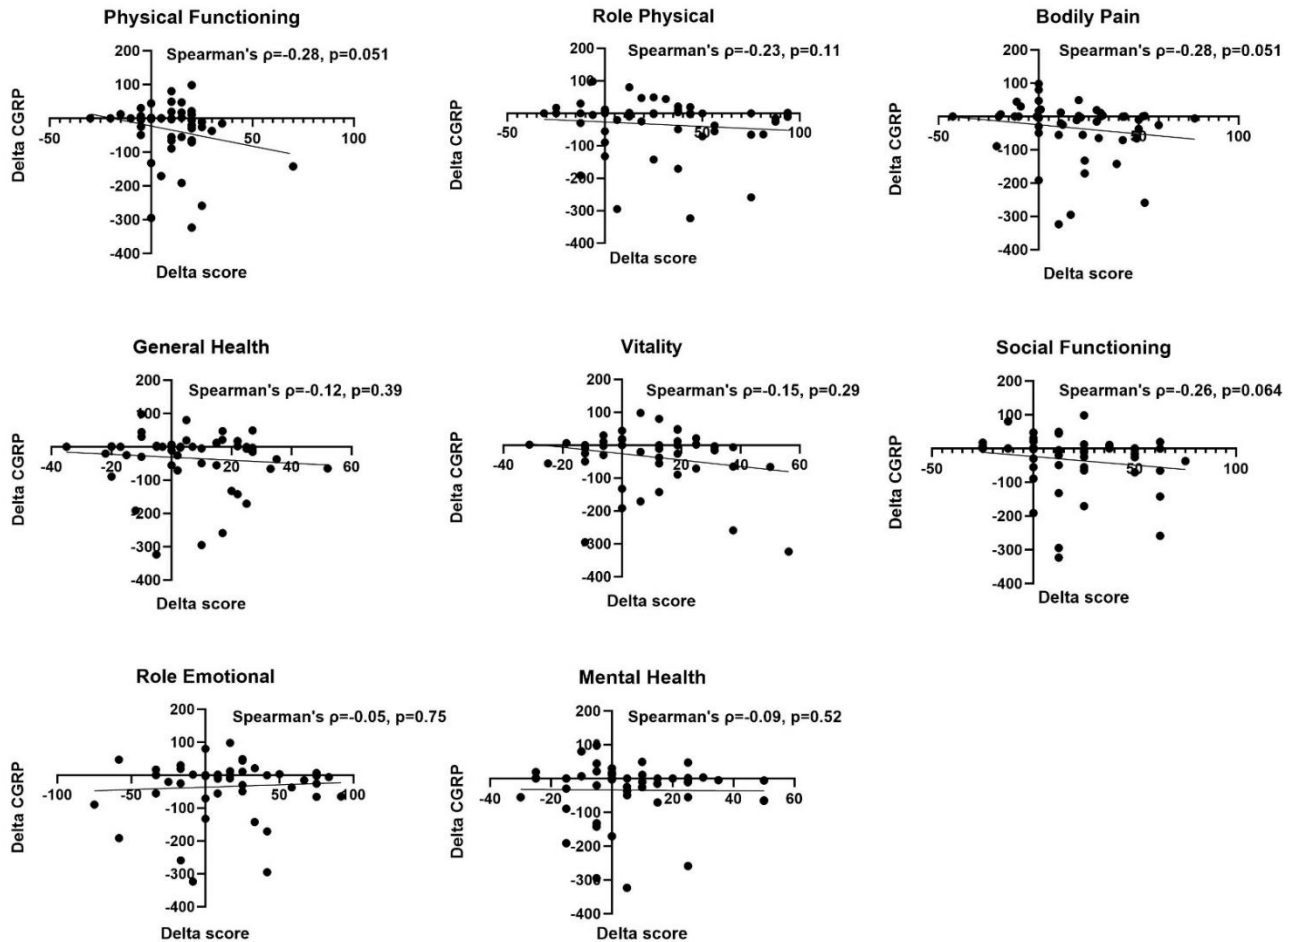 Physical Functioning
Spearman's ρ=-0.28, p=0.051
200
100
-50
50
100
-100
-200
-300
-400
Delta CGRP
Delta score
Role Physical
Spearman's ρ=-0.23, p=0.11
200
100
-50
50
100
-100
-200
-300
-400
Delta CGRP
Delta score
Bodily Pain
Spearman's ρ=-0.28, p=0.051
200
100
-50
50
100
-100
-200
-300
-400
Delta CGRP
Delta score
General Health
Spearman's ρ=-0.12, p=0.39
200
100
-40
-20
20
40
60
-100
-200
-300
-400
Delta CGRP
Delta score
Vitality
Spearman's ρ=-0.15, p=0.29
200
100
-40
-20
20
40
60
-100
-200
-300
-400
Delta CGRP
Delta score
Social Functioning
Spearman's ρ=-0.26, p=0.064
200
100
-50
50
100
-100
-200
-300
-400
Delta CGRP
Delta score
Role Emotional
Spearman's ρ=-0.05, p=0.75
200
100
-100
-50
50
100
-100
-200
-300
-400
Delta CGRP
Delta score
Mental Health
Spearman's ρ=-0.09, p=0.52
200
100
-40
-20
20
40
60
-100
-200
-300
-400
Delta CGRP
Delta score